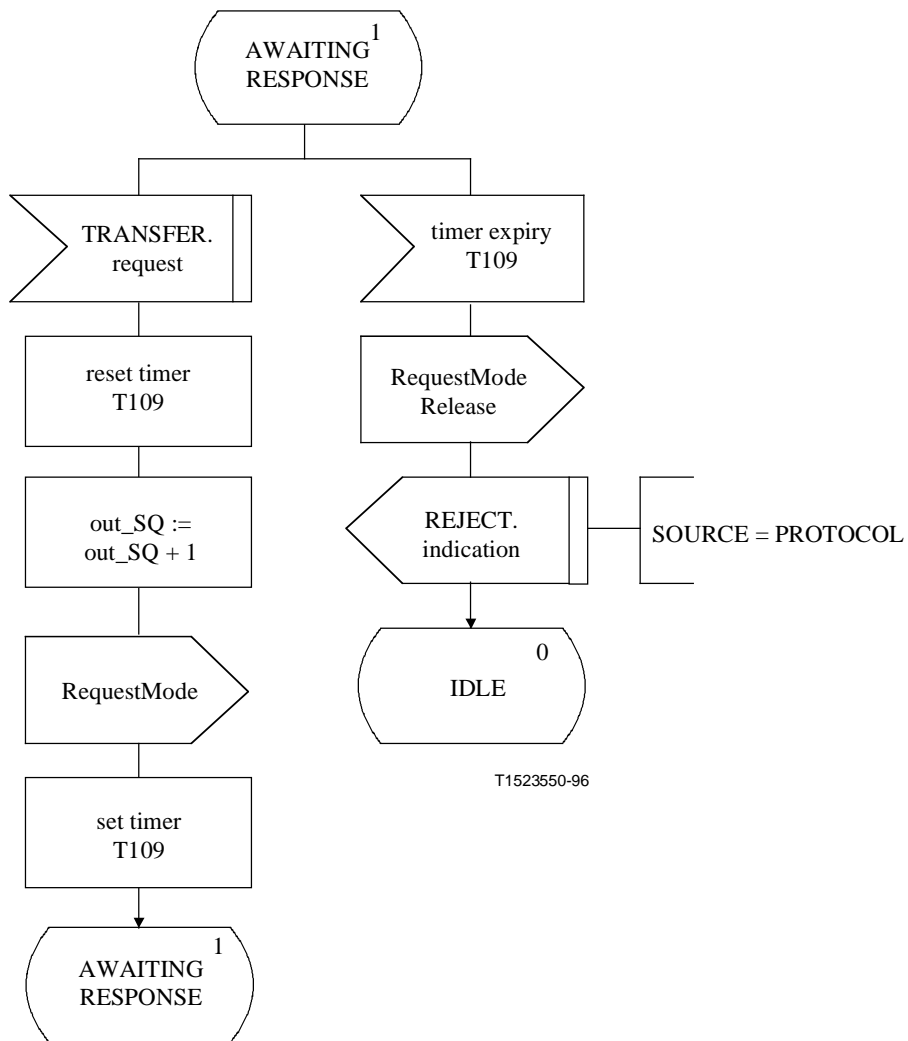 1
AWAITING
RESPONSE
TRANSFER.
request
reset timer
T109
out_SQ :=
out_SQ + 1
RequestMode
set timer
T109
1
AWAITING
RESPONSE
timer expiry
T109
RequestMode
Release
REJECT.
indication
SOURCE = PROTOCOL
0
IDLE
T1523550-96